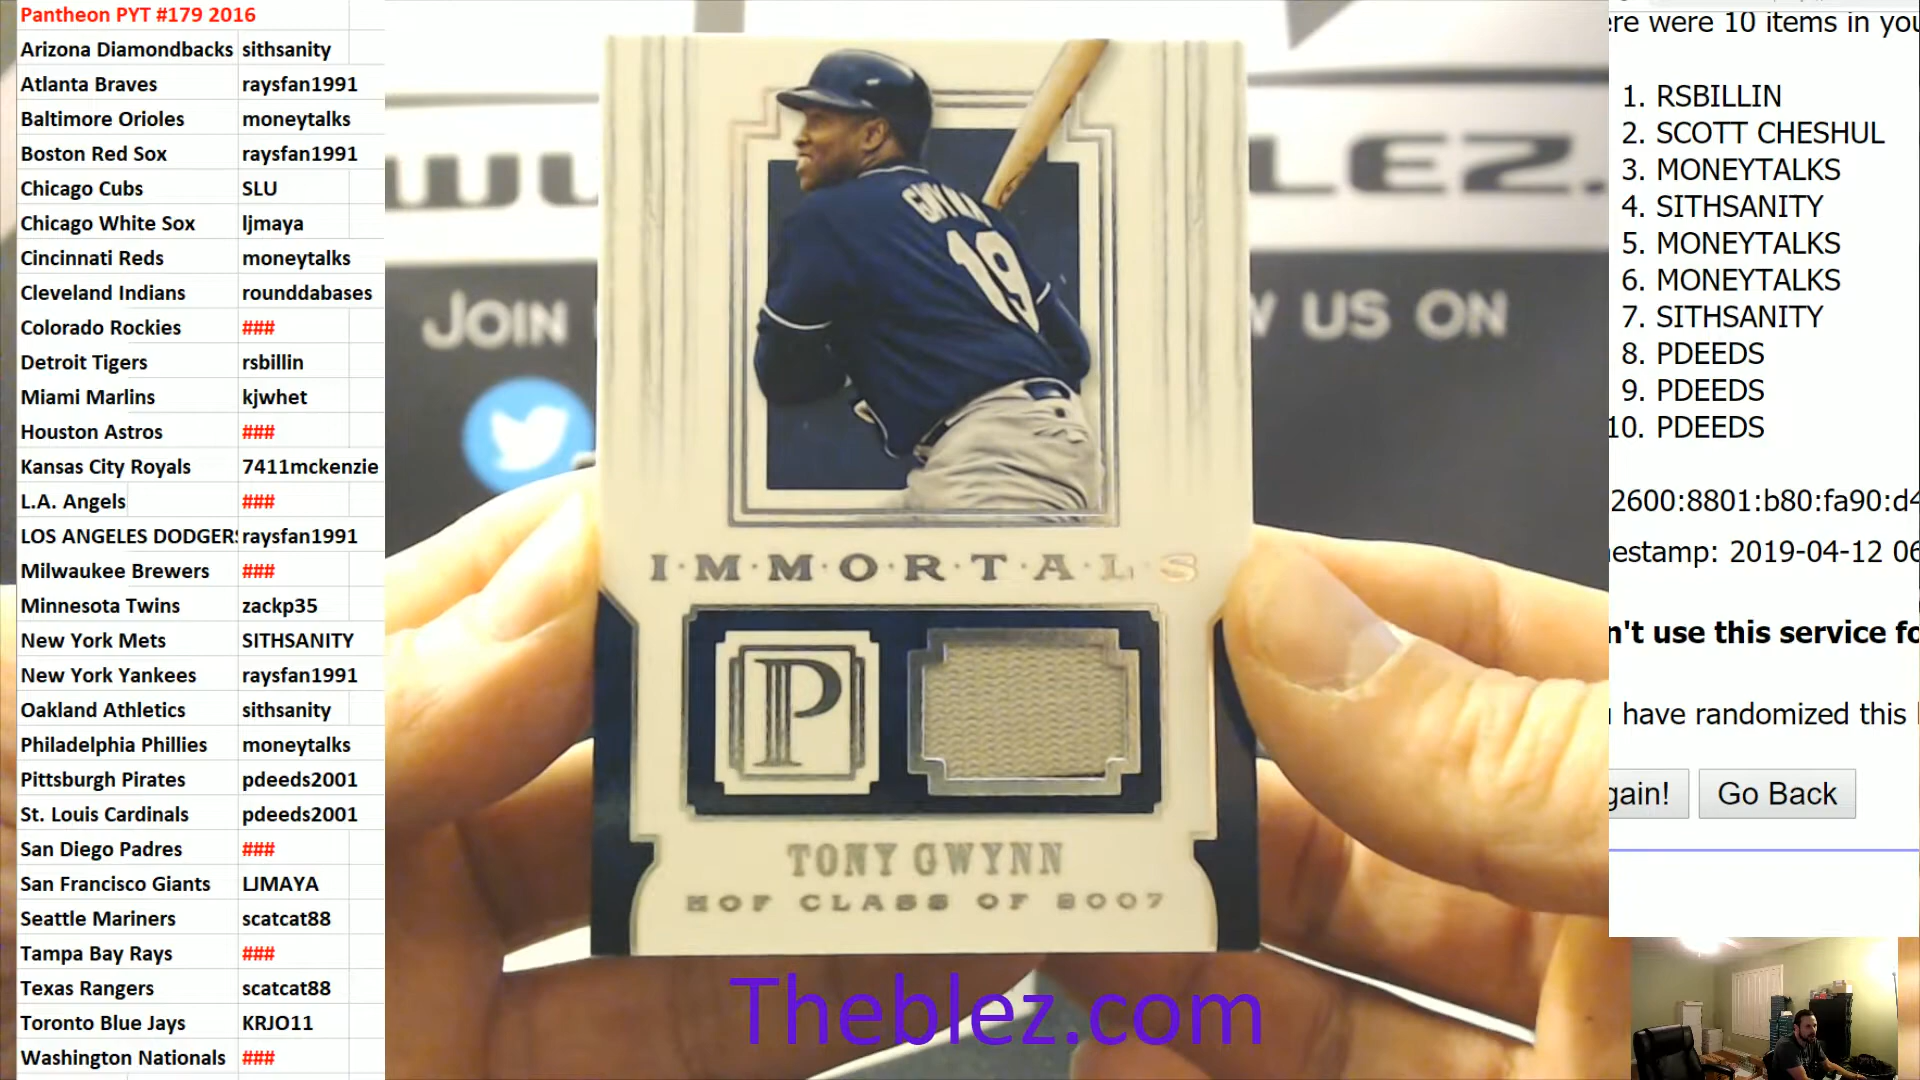 Pantheon PYT #179 2016
Arizona Diamondbacks sithsanity
Atlanta Braves raysfan1991
Baltimore Orioles moneytalks
Boston Red Sox raysfan1991
Chicago Cubs SLU
Chicago White Sox ljmaya
Cincinnati Reds moneytalks
Cleveland Indians rounddabases
Colorado Rockies ###
Detroit Tigers rsbillin
Miami Marlins kjwhet
Houston Astros ###
Kansas City Royals 7411mckenzie
L.A. Angels ###
LOS ANGELES DODGERS raysfan1991
Milwaukee Brewers ###
Minnesota Twins zackp35
New York Mets SITHSANITY
New York Yankees raysfan1991
Oakland Athletics sithsanity
Philadelphia Phillies moneytalks
Pittsburgh Pirates pdeeds2001
St. Louis Cardinals pdeeds2001
San Diego Padres ###
San Francisco Giants LJMAYA
Seattle Mariners scatcat88
Tampa Bay Rays ###
Texas Rangers scatcat88
Toronto Blue Jays KRJO11
Washington Nationals ###
LEZ.
JOIN
US ON
GWYNN
19
I·M·M·O·R·T·A·L·S
P
TONY GWYNN
HOF CLASS OF 2007
Theblez.com
ere were 10 items in you
1. RSBILLIN
2. SCOTT CHESHUL
3. MONEYTALKS
4. SITHSANITY
5. MONEYTALKS
6. MONEYTALKS
7. SITHSANITY
8. PDEEDS
9. PDEEDS
10. PDEEDS
2600:8801:b80:fa90:d4
estamp: 2019-04-12 06
n't use this service fo
have randomized this
gain! Go Back